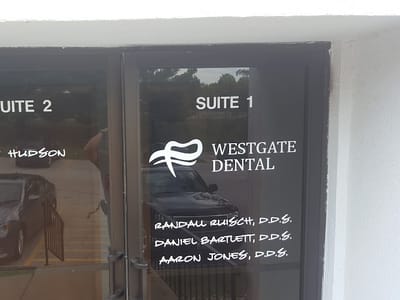 UITE 2
HUDSON
SUITE 1
WESTGATE
DENTAL
RANDALL RUISCH, D.D.S.
DANIEL BARTLETT, D.D.S.
AARON JONES, D.D.S.